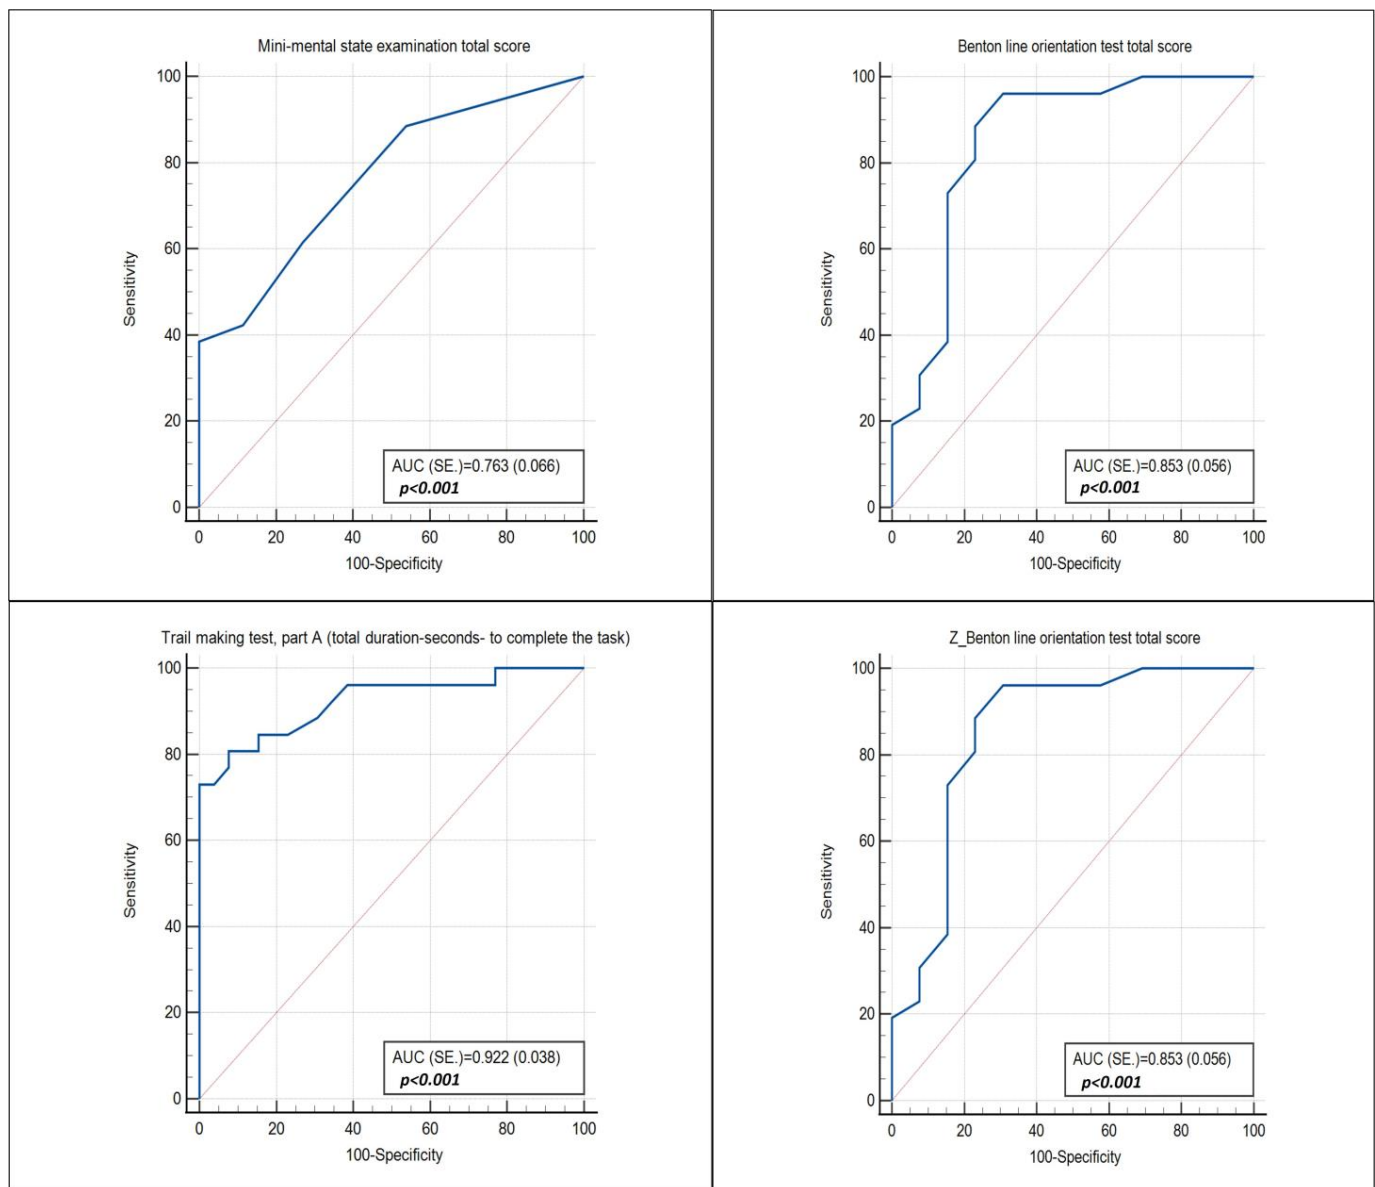 Mini-mental state examination total score
100
80
60
40
20
0
Sensitivity
AUC (SE.)=0.763 (0.066)
p<0.001
0 20 40 60 80 100
100-Specificity
Benton line orientation test total score
100
80
60
40
20
0
Sensitivity
AUC (SE.)=0.853 (0.056)
p<0.001
0 20 40 60 80 100
100-Specificity
Trail making test, part A (total duration-seconds- to complete the task)
100
80
60
40
20
0
Sensitivity
AUC (SE.)=0.922 (0.038)
p<0.001
0 20 40 60 80 100
100-Specificity
Z_Benton line orientation test total score
100
80
60
40
20
0
Sensitivity
AUC (SE.)=0.853 (0.056)
p<0.001
0 20 40 60 80 100
100-Specificity